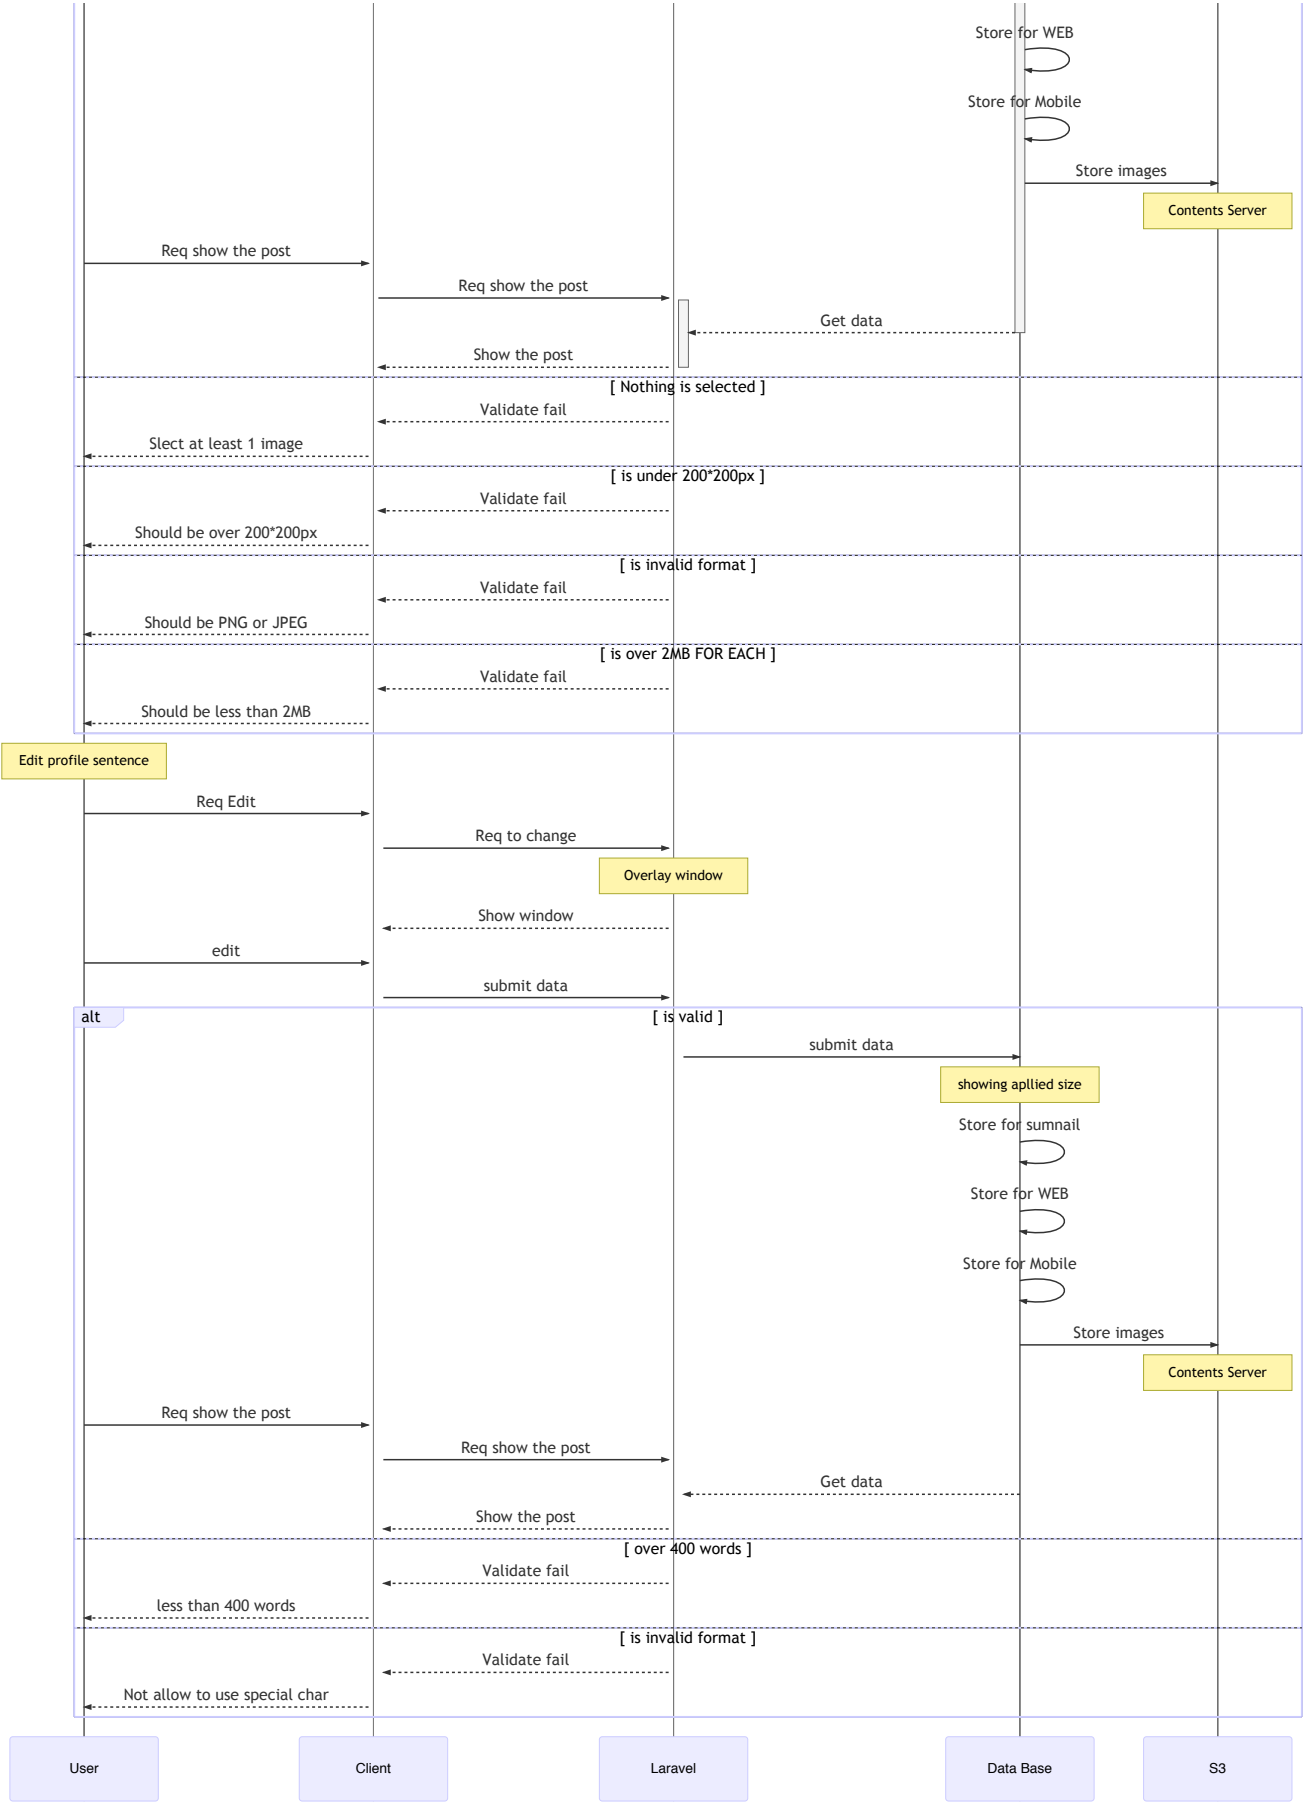 Store for WEB
Store for Mobile
Store images
Contents Server
Req show the post
Req show the post
Get data
Show the post
[ Nothing is selected ]
Validate fail
Slect at least 1 image
[ is under 200*200px ]
Validate fail
Should be over 200*200px
[ is invalid format ]
Validate fail
Should be PNG or JPEG
[ is over 2MB FOR EACH ]
Validate fail
Should be less than 2MB
Edit profile sentence
Req Edit
Req to change
Overlay window
Show window
edit
submit data
alt [ is valid ]
submit data
showing apllied size
Store for sumnail
Store for WEB
Store for Mobile
Store images
Contents Server
Req show the post
Req show the post
Get data
Show the post
[ over 400 words ]
Validate fail
less than 400 words
[ is invalid format ]
Validate fail
Not allow to use special char
User Client Laravel Data Base S3